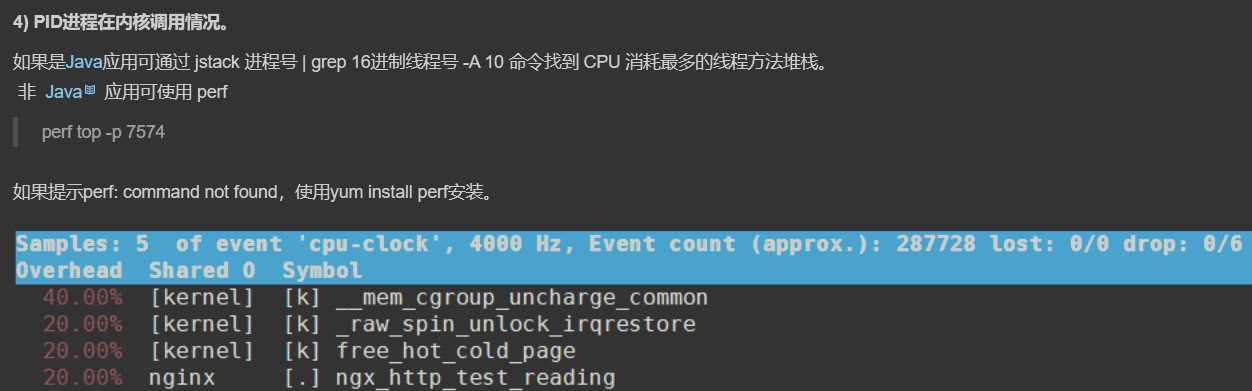 4) PID进程在内核调用情况。
如果是Java应用可通过 jstack 进程号 | grep 16进制线程号 -A 10 命令找到 CPU 消耗最多的线程方法堆栈。
非 Java 应用可使用 perf
perf top -p 7574
如果提示perf: command not found，使用yum install perf安装。
Samples: 5  of event 'cpu-clock', 4000 Hz, Event count (approx.): 287728 lost: 0/0 drop: 0/6
Overhead  Shared O  Symbol
40.00%  [kernel]  [k] __mem_cgroup_uncharge_common
20.00%  [kernel]  [k] _raw_spin_unlock_irqrestore
20.00%  [kernel]  [k] free_hot_cold_page
20.00%  nginx     [.] ngx_http_test_reading